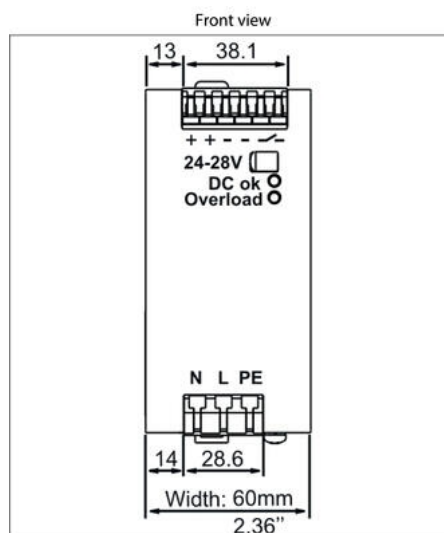 Front view
13 38.1
+ + - -
24-28V
DC ok
Overload
N L PE
14 28.6
Width: 60mm
2.36"